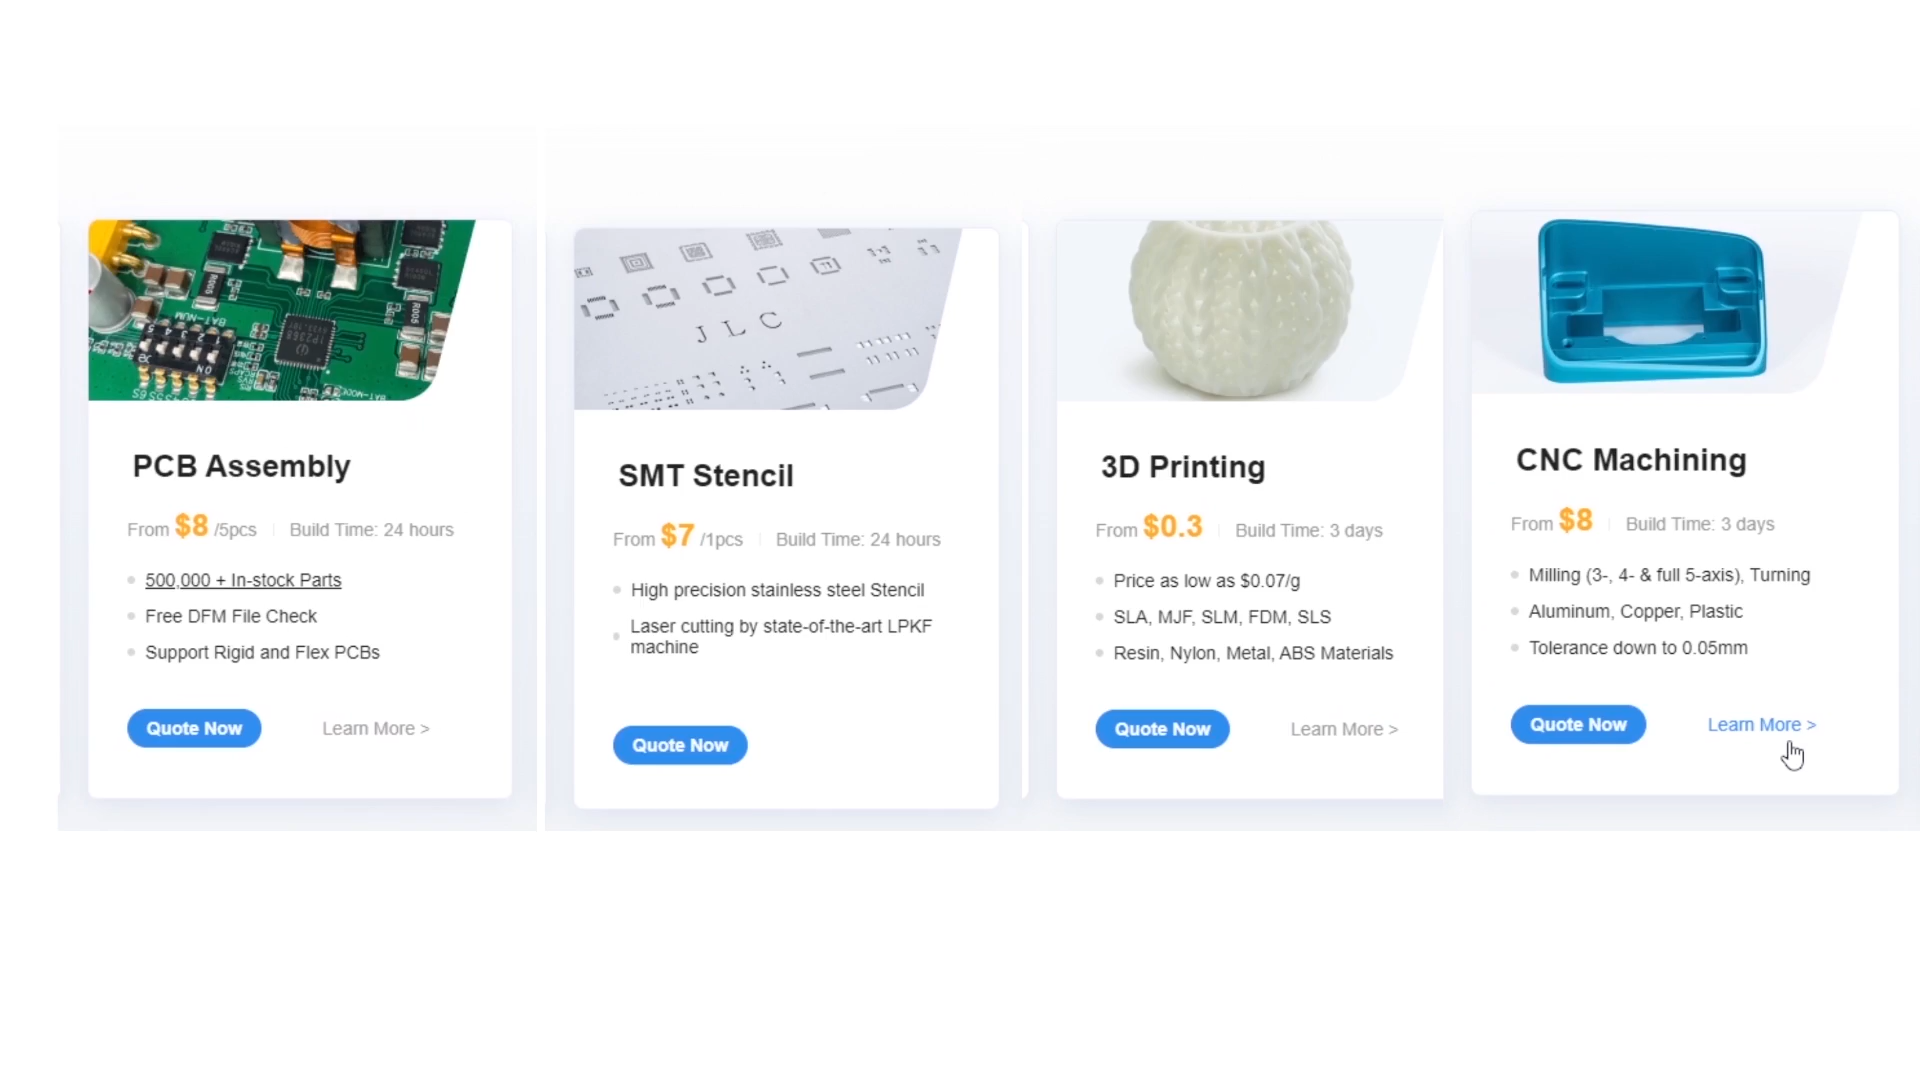 PCB Assembly
From $8 /5pcs
Build Time: 24 hours
500,000 + In-stock Parts
Free DFM File Check
Support Rigid and Flex PCBs
Quote Now
Learn More >
JLC
SMT Stencil
From $7 /1pcs
Build Time: 24 hours
High precision stainless steel Stencil
Laser cutting by state-of-the-art LPKF
machine
Quote Now
3D Printing
From $0.3
Build Time: 3 days
Price as low as $0.07/g
SLA, MJF, SLM, FDM, SLS
Resin, Nylon, Metal, ABS Materials
Quote Now
Learn More >
CNC Machining
From $8
Build Time: 3 days
Milling (3-, 4- & full 5-axis), Turning
Aluminum, Copper, Plastic
Tolerance down to 0.05mm
Quote Now
Learn More >